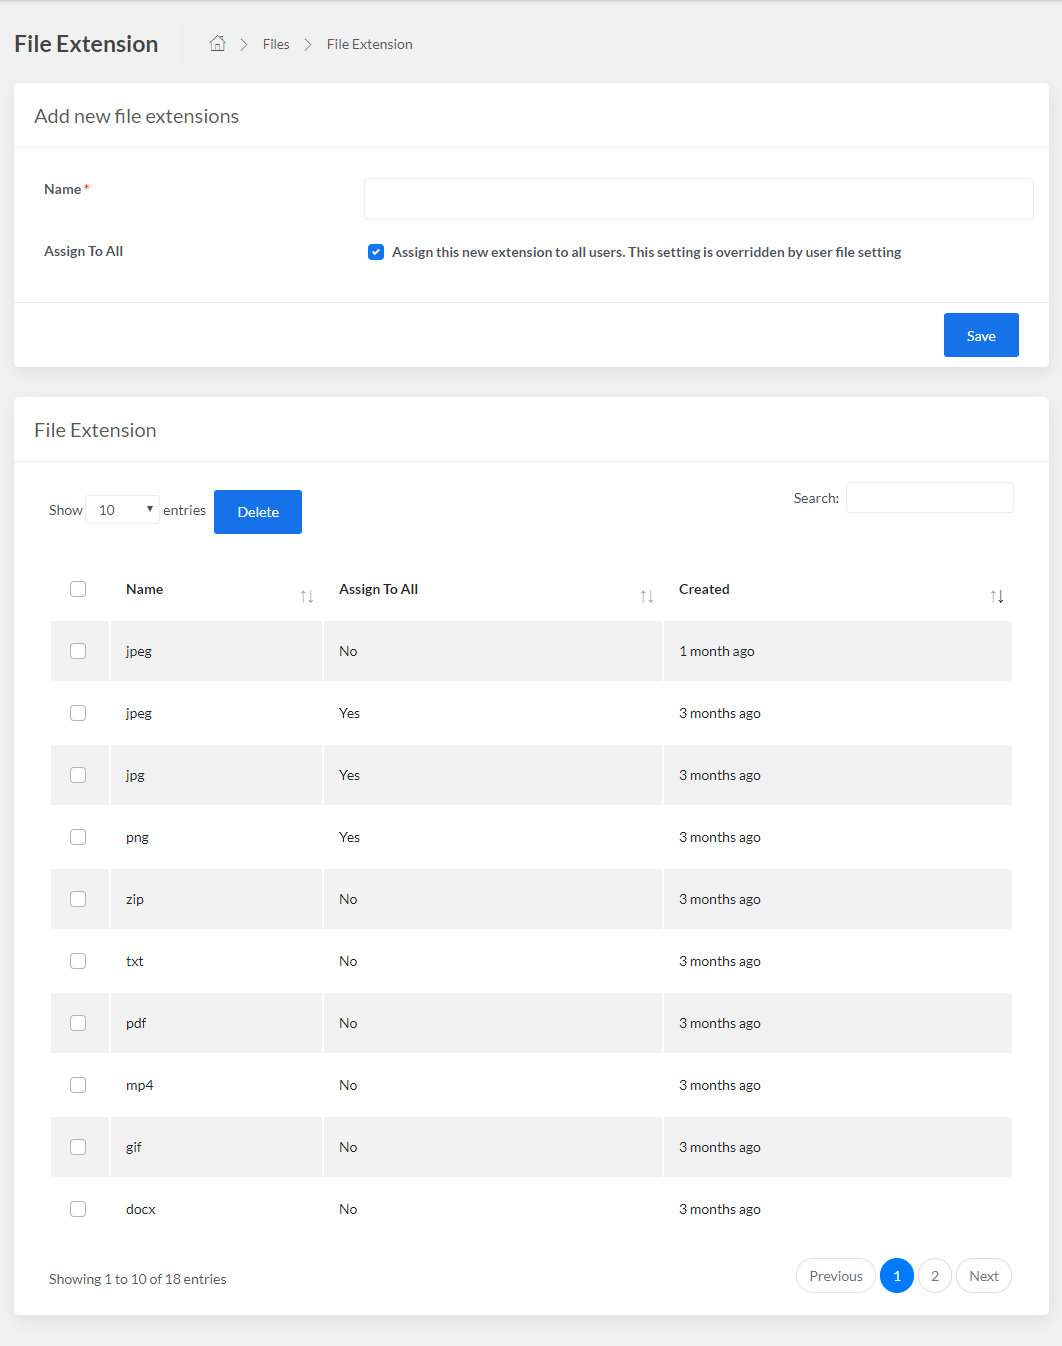 File Extension Files File Extension
Add new file extensions
Name *
Assign To All Assign this new extension to all users. This setting is overridden by user file setting
Save
File Extension
Show 10 entries Delete Search:
Name Assign To All Created
jpeg No 1 month ago
jpeg Yes 3 months ago
jpg Yes 3 months ago
png Yes 3 months ago
zip No 3 months ago
txt No 3 months ago
pdf No 3 months ago
mp4 No 3 months ago
gif No 3 months ago
docx No 3 months ago
Showing 1 to 10 of 18 entries Previous 1 2 Next